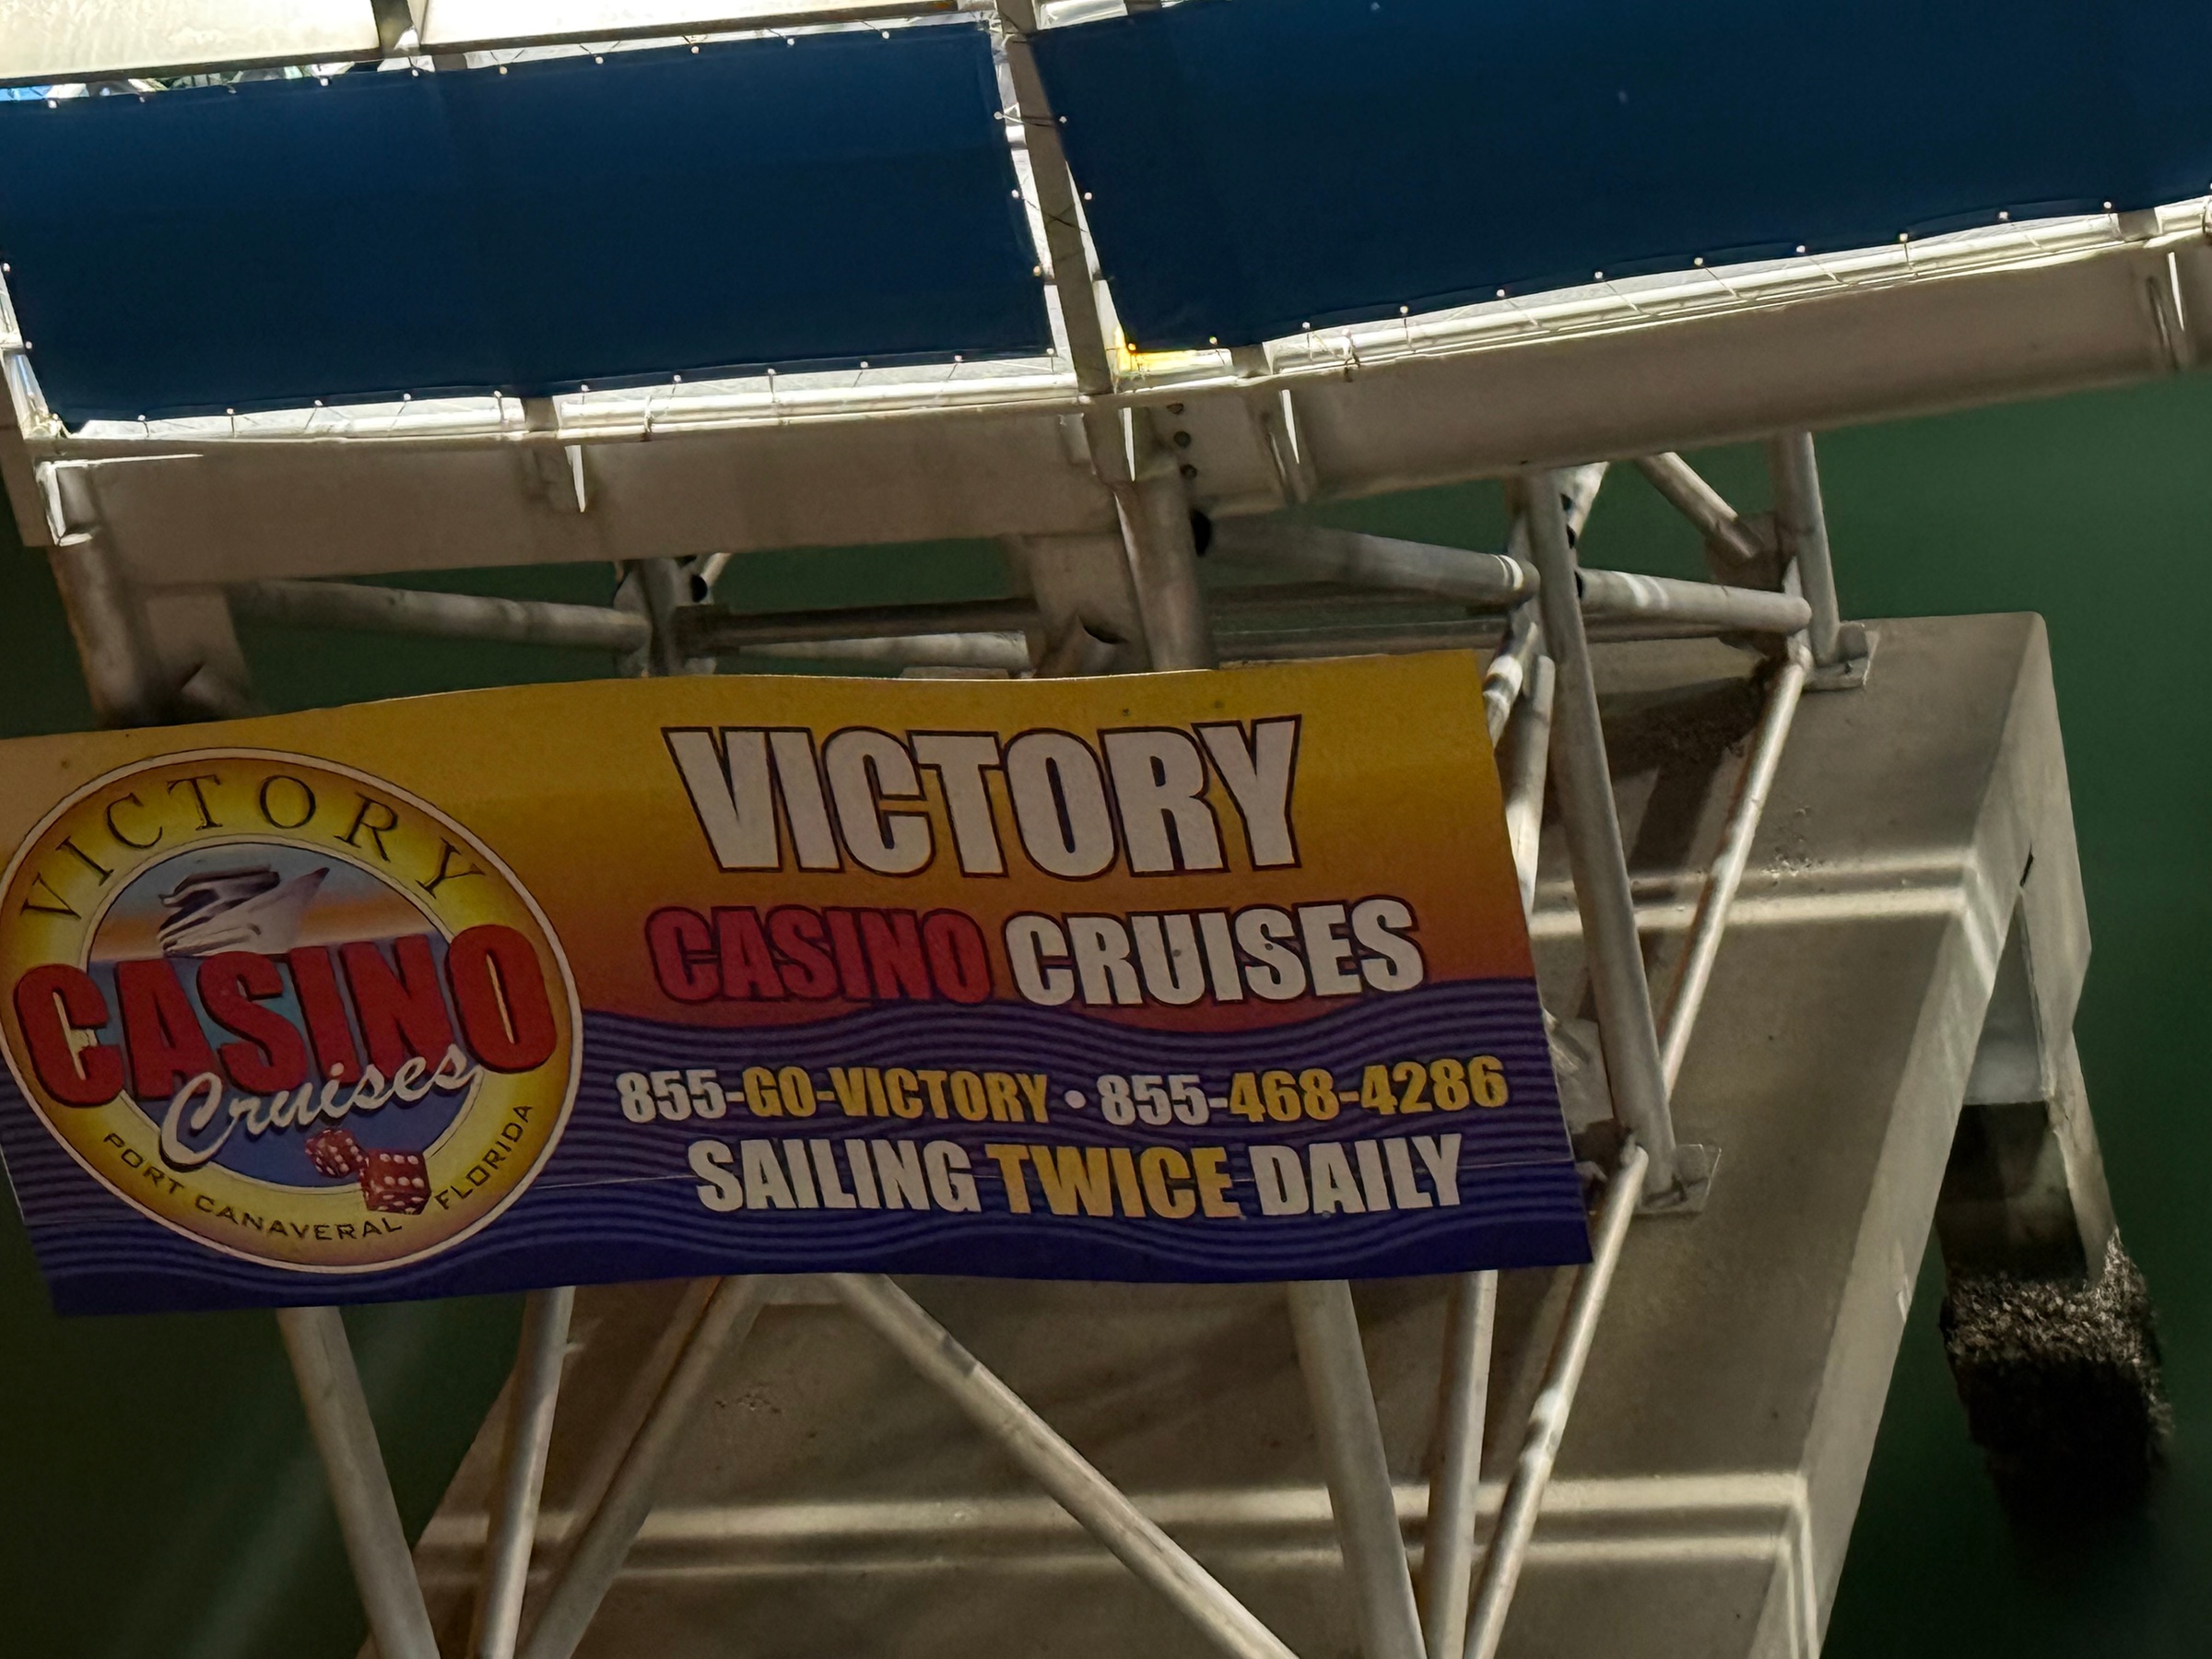 VICTORY
CASINO
Cruises
PORT CANAVERAL FLORIDA
VICTORY
CASINO CRUISES
855-GO-VICTORY • 855-468-4286
SAILING TWICE DAILY